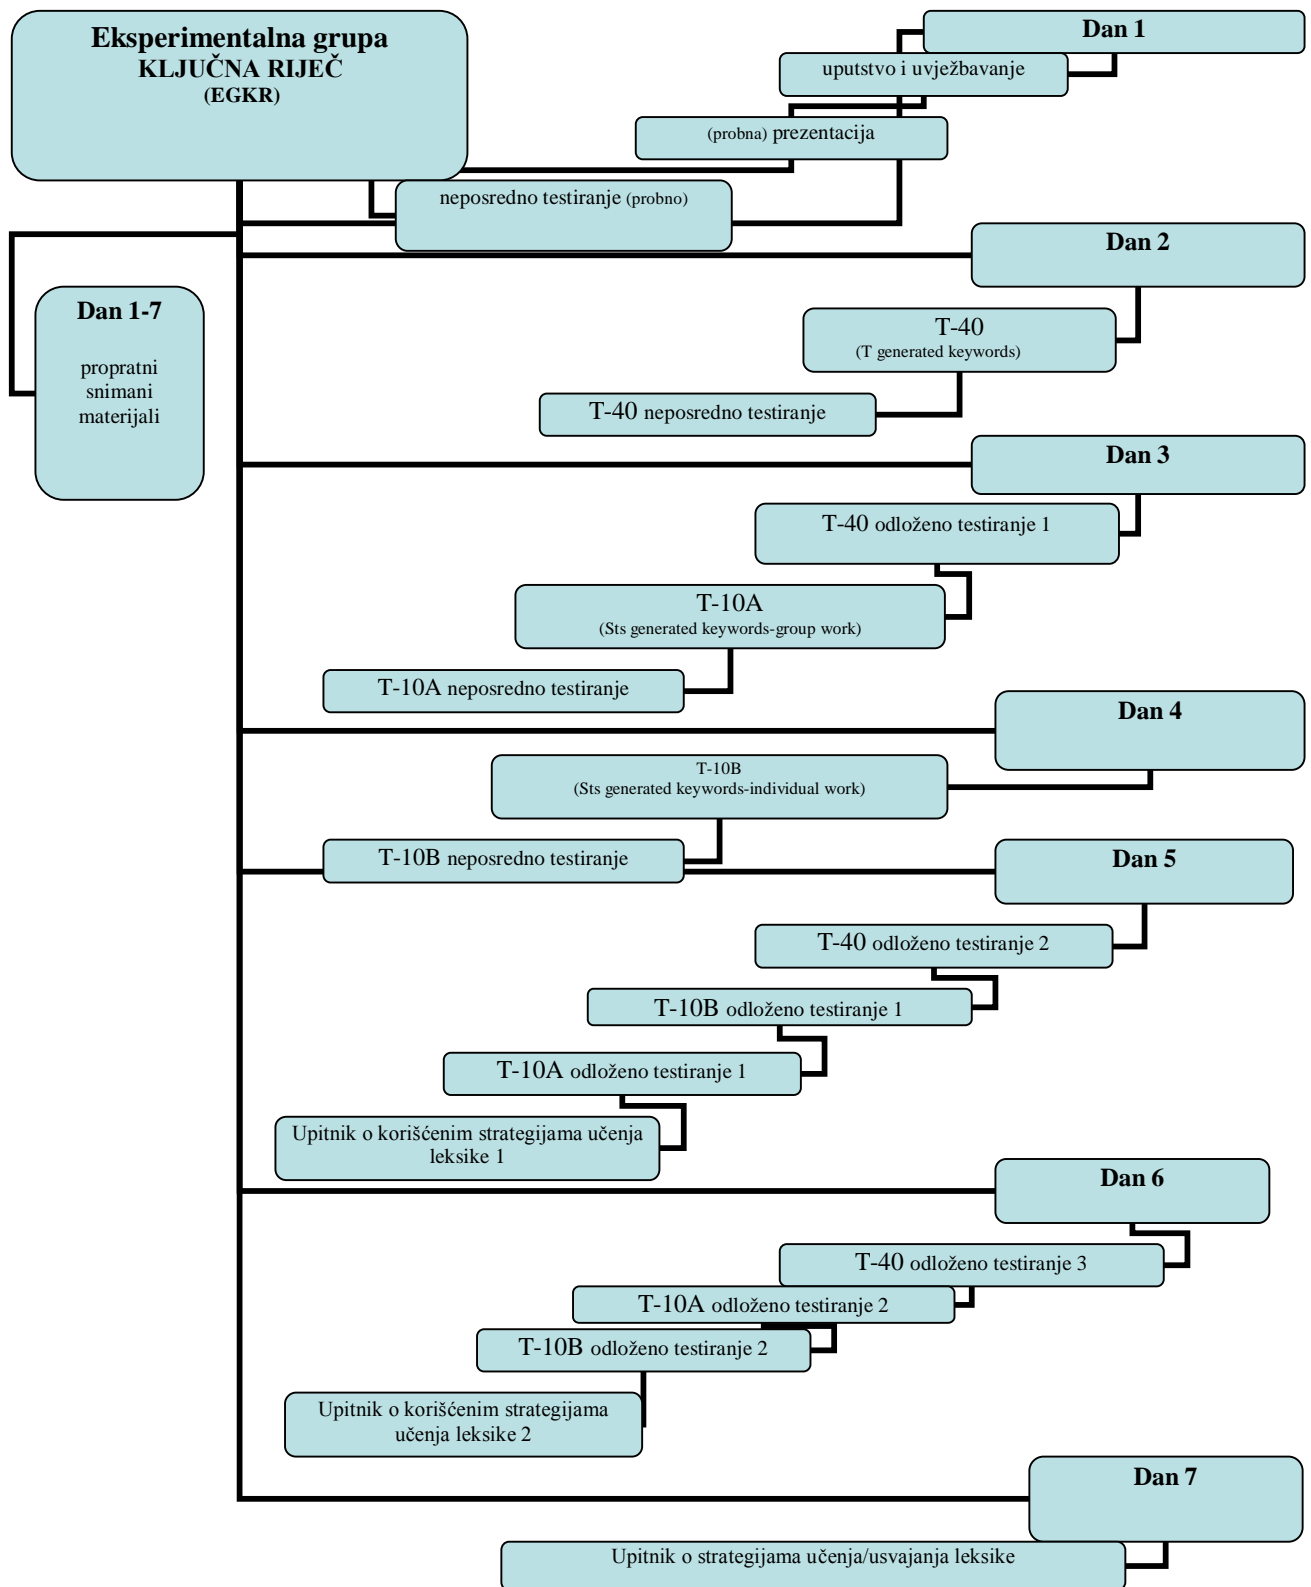 Eksperimentalna grupa
KLJUČNA RIJEČ
(EGKR)
Dan 1
uputstvo i uvježbavanje
(probna) prezentacija
neposredno testiranje (probno)
Dan 2
Dan 1-7
propratni
snimani
materijali
T-40
(T generated keywords)
T-40 neposredno testiranje
Dan 3
T-40 odloženo testiranje 1
T-10A
(Sts generated keywords-group work)
T-10A neposredno testiranje
Dan 4
T-10B
(Sts generated keywords-individual work)
T-10B neposredno testiranje
Dan 5
T-40 odloženo testiranje 2
T-10B odloženo testiranje 1
T-10A odloženo testiranje 1
Upitnik o korišćenim strategijama učenja
leksike 1
Dan 6
T-40 odloženo testiranje 3
T-10A odloženo testiranje 2
T-10B odloženo testiranje 2
Upitnik o korišćenim strategijama
učenja leksike 2
Dan 7
Upitnik o strategijama učenja/usvajanja leksike